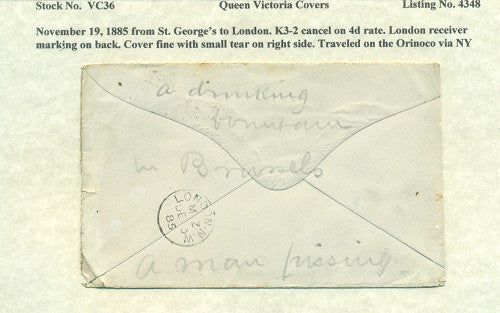 Stock No. VC36 Queen Victoria Covers Listing No. 4348
November 19, 1885 from St. George's to London. K3-2 cancel on 4d rate. London receiver
marking on back. Cover fine with small tear on right side. Traveled on the Orinoco via NY
a drinking
fountain
in Brussels
LONDON N.W
85
a man pissing